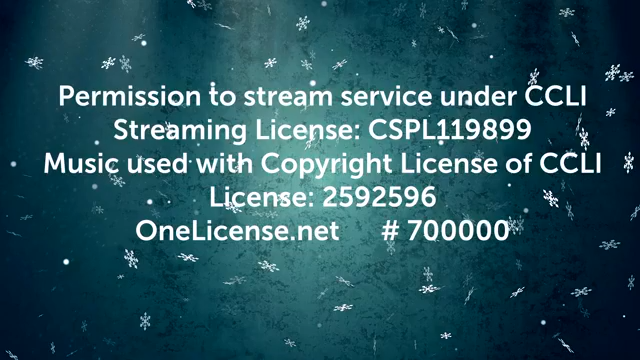 Permission to stream service under CCLI
Streaming License: CSPL119899
Music used with Copyright License of CCLI
License: 2592596
OneLicense.net # 700000